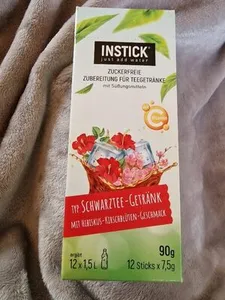 INSTICK®
just add water
ZUCKERFREIE
ZUBEREITUNG FÜR TEEGETRÄNKE
mit Süßungsmitteln
C
TYP SCHWARZTEE-GETRÄNK
MIT HIBISKUS-KIRSCHBLÜTEN-GESCHMACK
ergibt
12 x 1,5 L
90g
12 Sticks x 7,5g